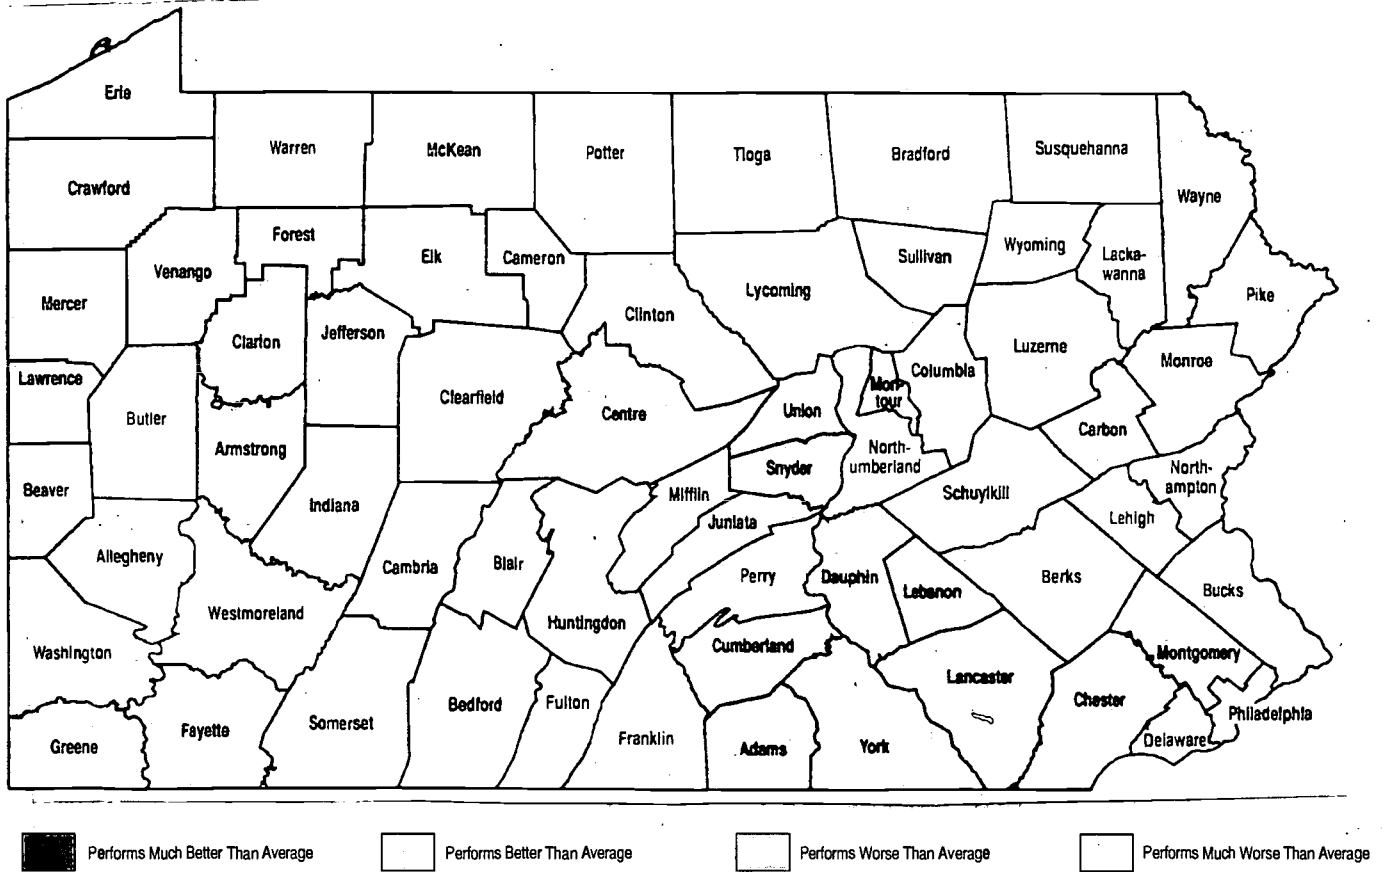 Erie
Warren
McKean
Potter
Tioga
Bradford
Susquehanna
Crawford
Wayne
Forest
Venango
Elk
Cameron
Sullivan
Wyoming
Lacka-
wanna
Mercer
Lycoming
Pike
Clinton
Clarion
Jefferson
Luzerne
Monroe
Lawrence
Columbia
Mon-
tour
Clearfield
Centre
Union
Butler
Carbon
Armstrong
North-
umberland
Snyder
North-
ampton
Beaver
Indiana
Mifflin
Schuylkill
Juniata
Lehigh
Allegheny
Cambria
Blair
Perry
Dauphin
Lebanon
Berks
Bucks
Westmoreland
Huntingdon
Washington
Cumberland
Montgomery
Lancaster
Chester
Bedford
Fulton
Somerset
Philadelphia
Fayette
Greene
Franklin
Adams
York
Delaware
Performs Much Better Than Average
Performs Better Than Average
Performs Worse Than Average
Performs Much Worse Than Average